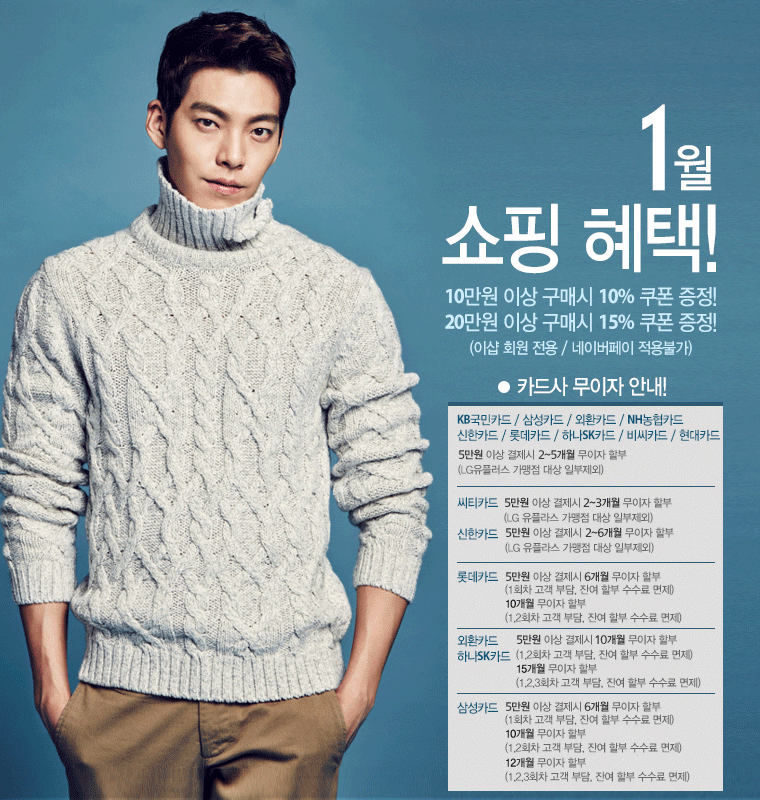 1월
쇼핑 혜택!
10만원 이상 구매시 10% 쿠폰 증정!
20만원 이상 구매시 15% 쿠폰 증정!
(이샵 회원 전용 / 네이버페이 적용불가)
● 카드사 무이자 안내!
KB국민카드 / 삼성카드 / 외환카드 / NH농협카드
신한카드 / 롯데카드 / 하나SK카드 / 비씨카드 / 현대카드
5만원 이상 결제시 2~5개월 무이자 할부
(LG유플러스 가맹점 대상 일부제외)
씨티카드 5만원 이상 결제시 2~3개월 무이자 할부
(LG 유플라스 가맹점 대상 일부제외)
신한카드 5만원 이상 결제시 2~6개월 무이자 할부
(LG 유플라스 가맹점 대상 일부제외)
롯데카드 5만원 이상 결제시 6개월 무이자 할부
(1회차 고객 부담, 잔여 할부 수수료 면제)
10개월 무이자 할부
(1,2회차 고객 부담, 잔여 할부 수수료 면제)
외환카드 5만원 이상 결제시 10개월 무이자 할부
하나SK카드 (1,2회차 고객 부담, 잔여 할부 수수료 면제)
15개월 무이자 할부
(1,2,3회차 고객 부담, 잔여 할부 수수료 면제)
삼성카드 5만원 이상 결제시 6개월 무이자 할부
(1회차 고객 부담, 잔여 할부 수수료 면제)
10개월 무이자 할부
(1,2회차 고객 부담, 잔여 할부 수수료 면제)
12개월 무이자 할부
(1,2,3회차 고객 부담, 잔여 할부 수수료 면제)